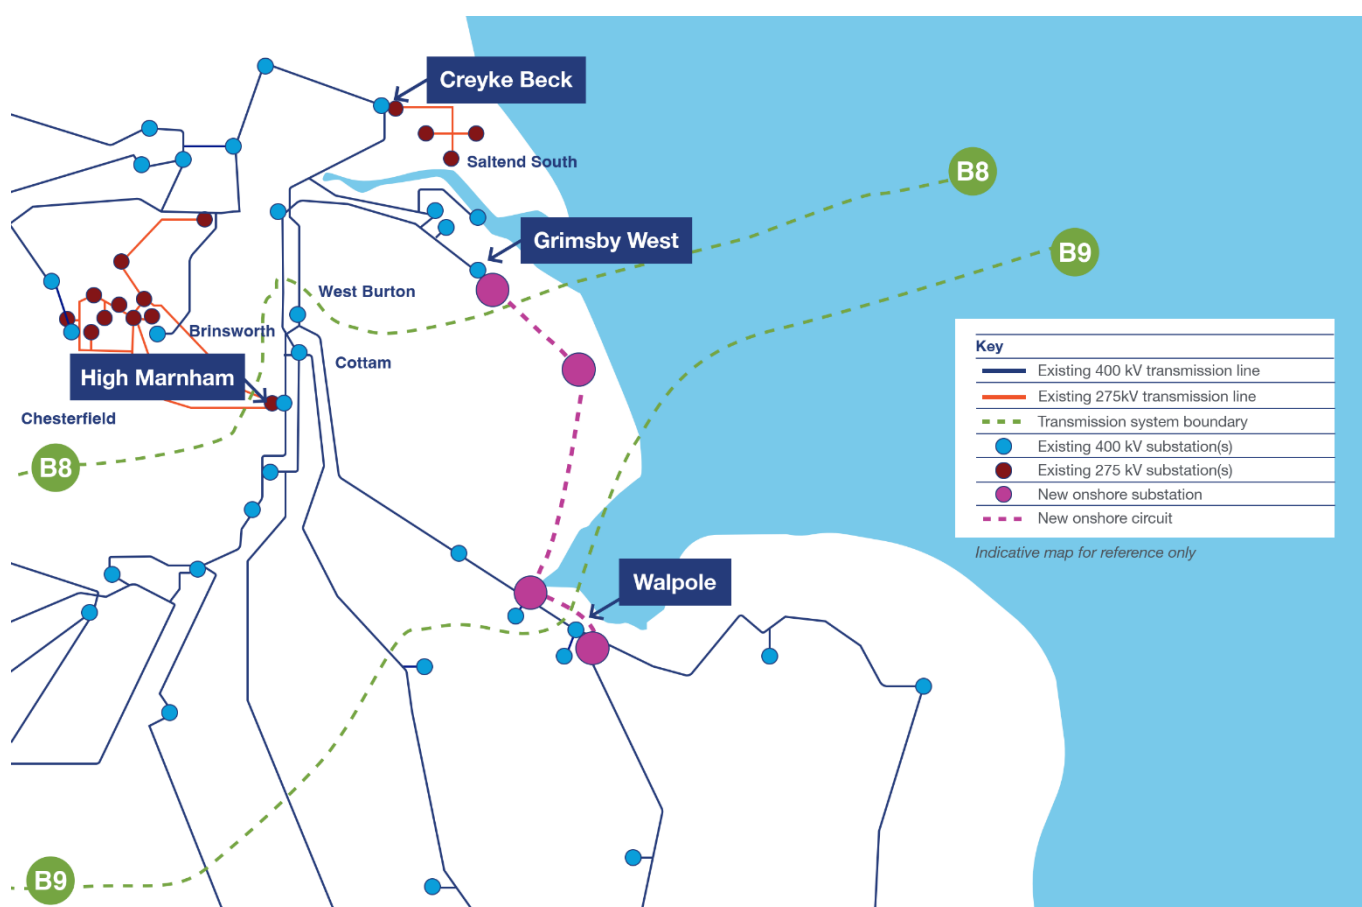 Creyke Beck
Saltend South
B8
Grimsby West
B9
West Burton
Brinsworth
Cottam
High Marnham
Chesterfield
B8
Key
Existing 400 kV transmission line
Existing 275kV transmission line
Transmission system boundary
Existing 400 kV substation(s)
Existing 275 kV substation(s)
New onshore substation
New onshore circuit
Indicative map for reference only
Walpole
B9